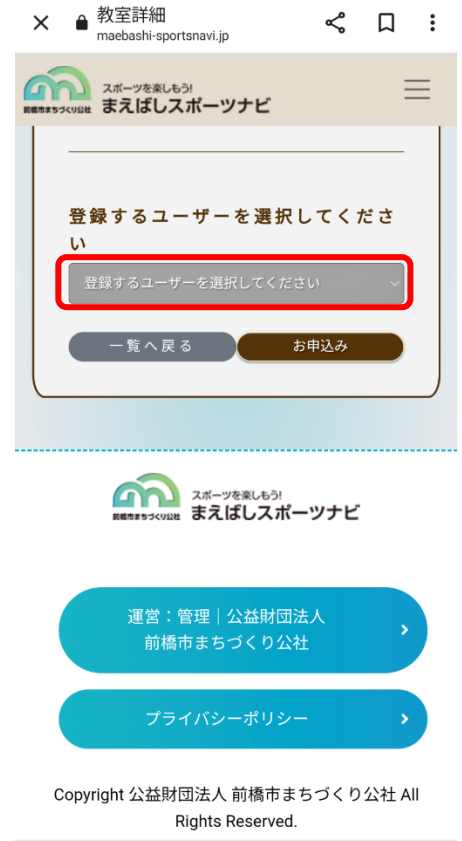 教室詳細
maebashi-sportsnavi.jp
スポーツを楽しもう!
前橋市まちづくり公社 まえばしスポーツナビ
登録するユーザーを選択してくださ
い
登録するユーザーを選択してください
一覧へ戻る お申込み
スポーツを楽しもう!
前橋市まちづくり公社 まえばしスポーツナビ
運営：管理｜公益財団法人
前橋市まちづくり公社
プライバシーポリシー
Copyright 公益財団法人 前橋市まちづくり公社 All
Rights Reserved.